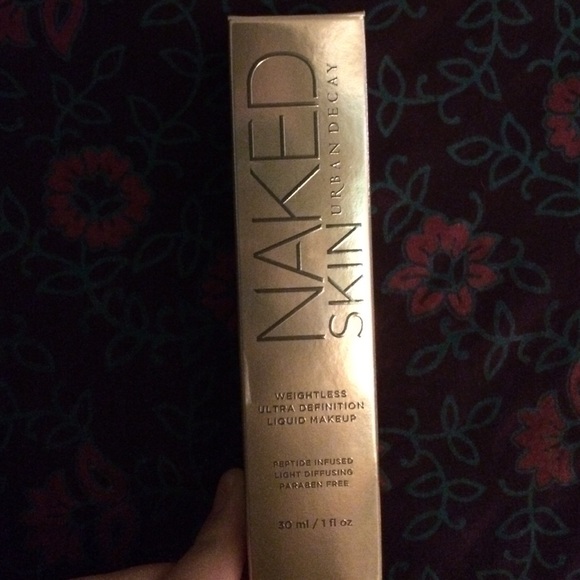 NAKED
SKIN
URBAN DECAY
WEIGHTLESS
ULTRA DEFINITION
LIQUID MAKEUP
PEPTIDE INFUSED
LIGHT DIFFUSING
PARABEN FREE
30 ml / 1 fl oz